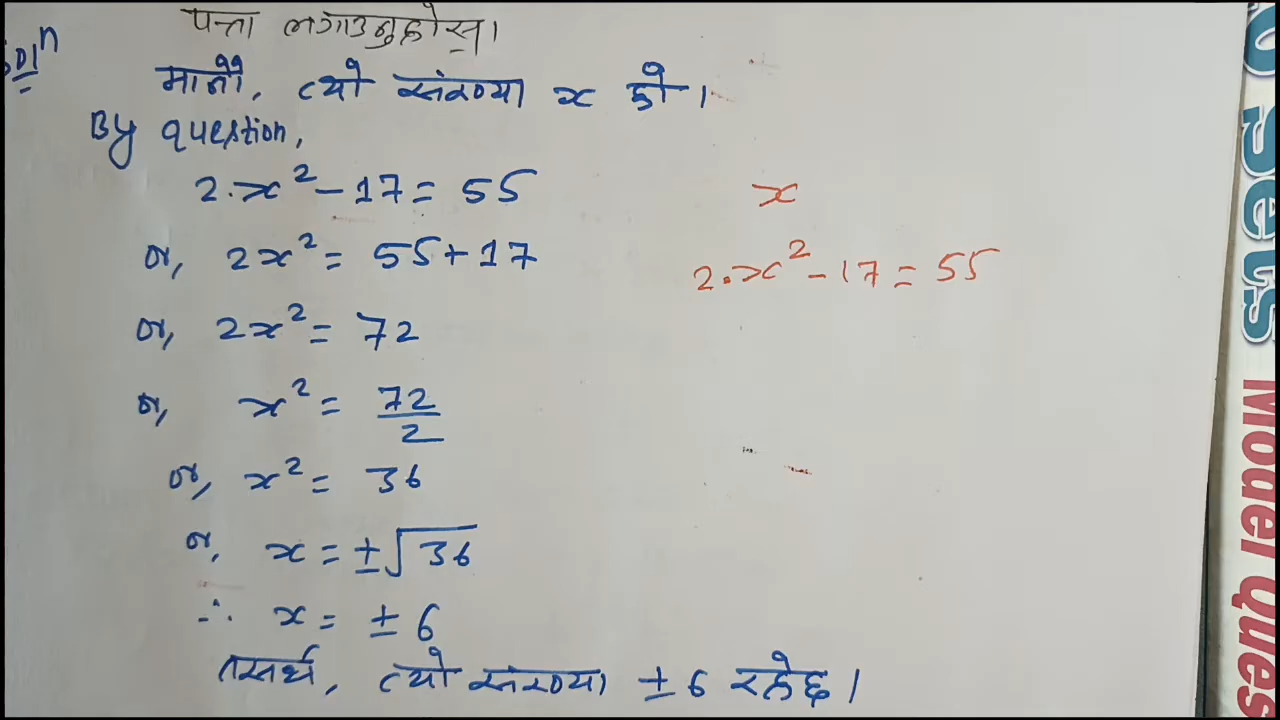 पत्ता लगाउनुहोस्।
Solⁿ
मानौं, त्यो संख्या x हो।
By question,
2.x² - 17 = 55
or, 2x² = 55 + 17
or, 2x² = 72
or, x² = 72/2
or, x² = 36
or, x = ±√36
∴ x = ± 6
तसर्थ, त्यो संख्या ± 6 रहेछ।
x
2.x² - 17 = 55
Sets
Model Ques